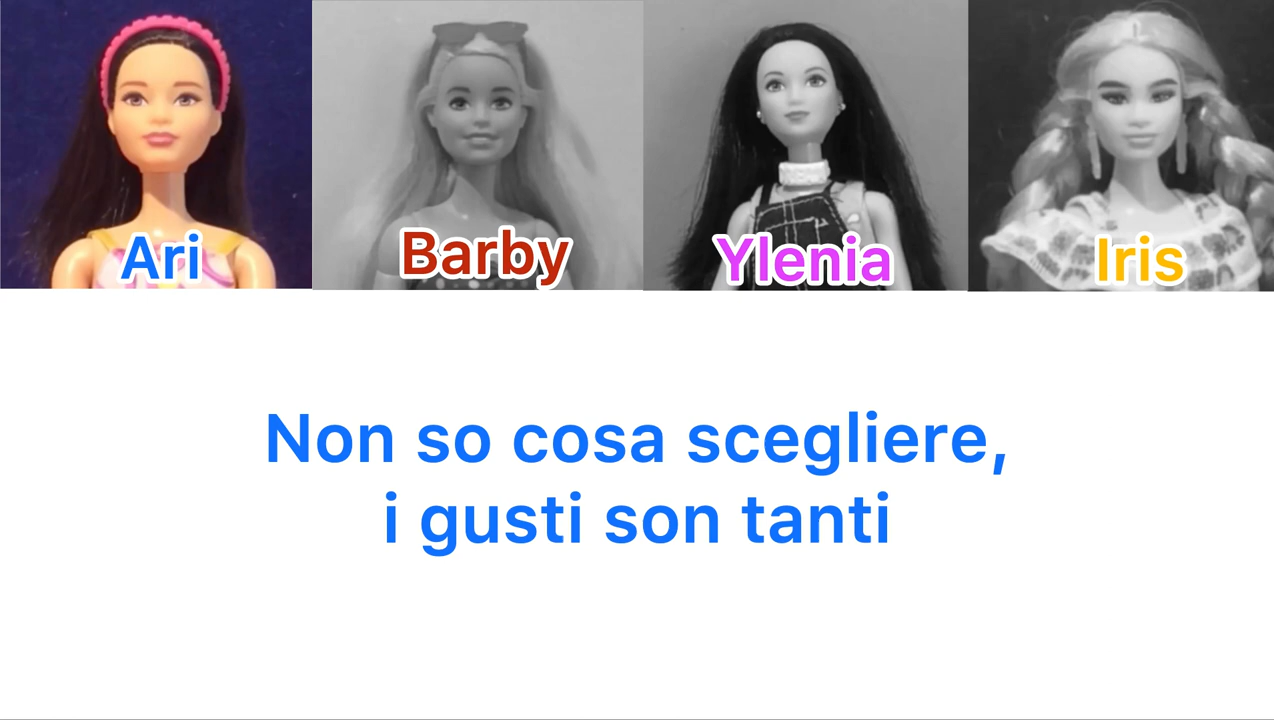 Ari
Barby
Ylenia
Iris
Non so cosa scegliere,
i gusti son tanti